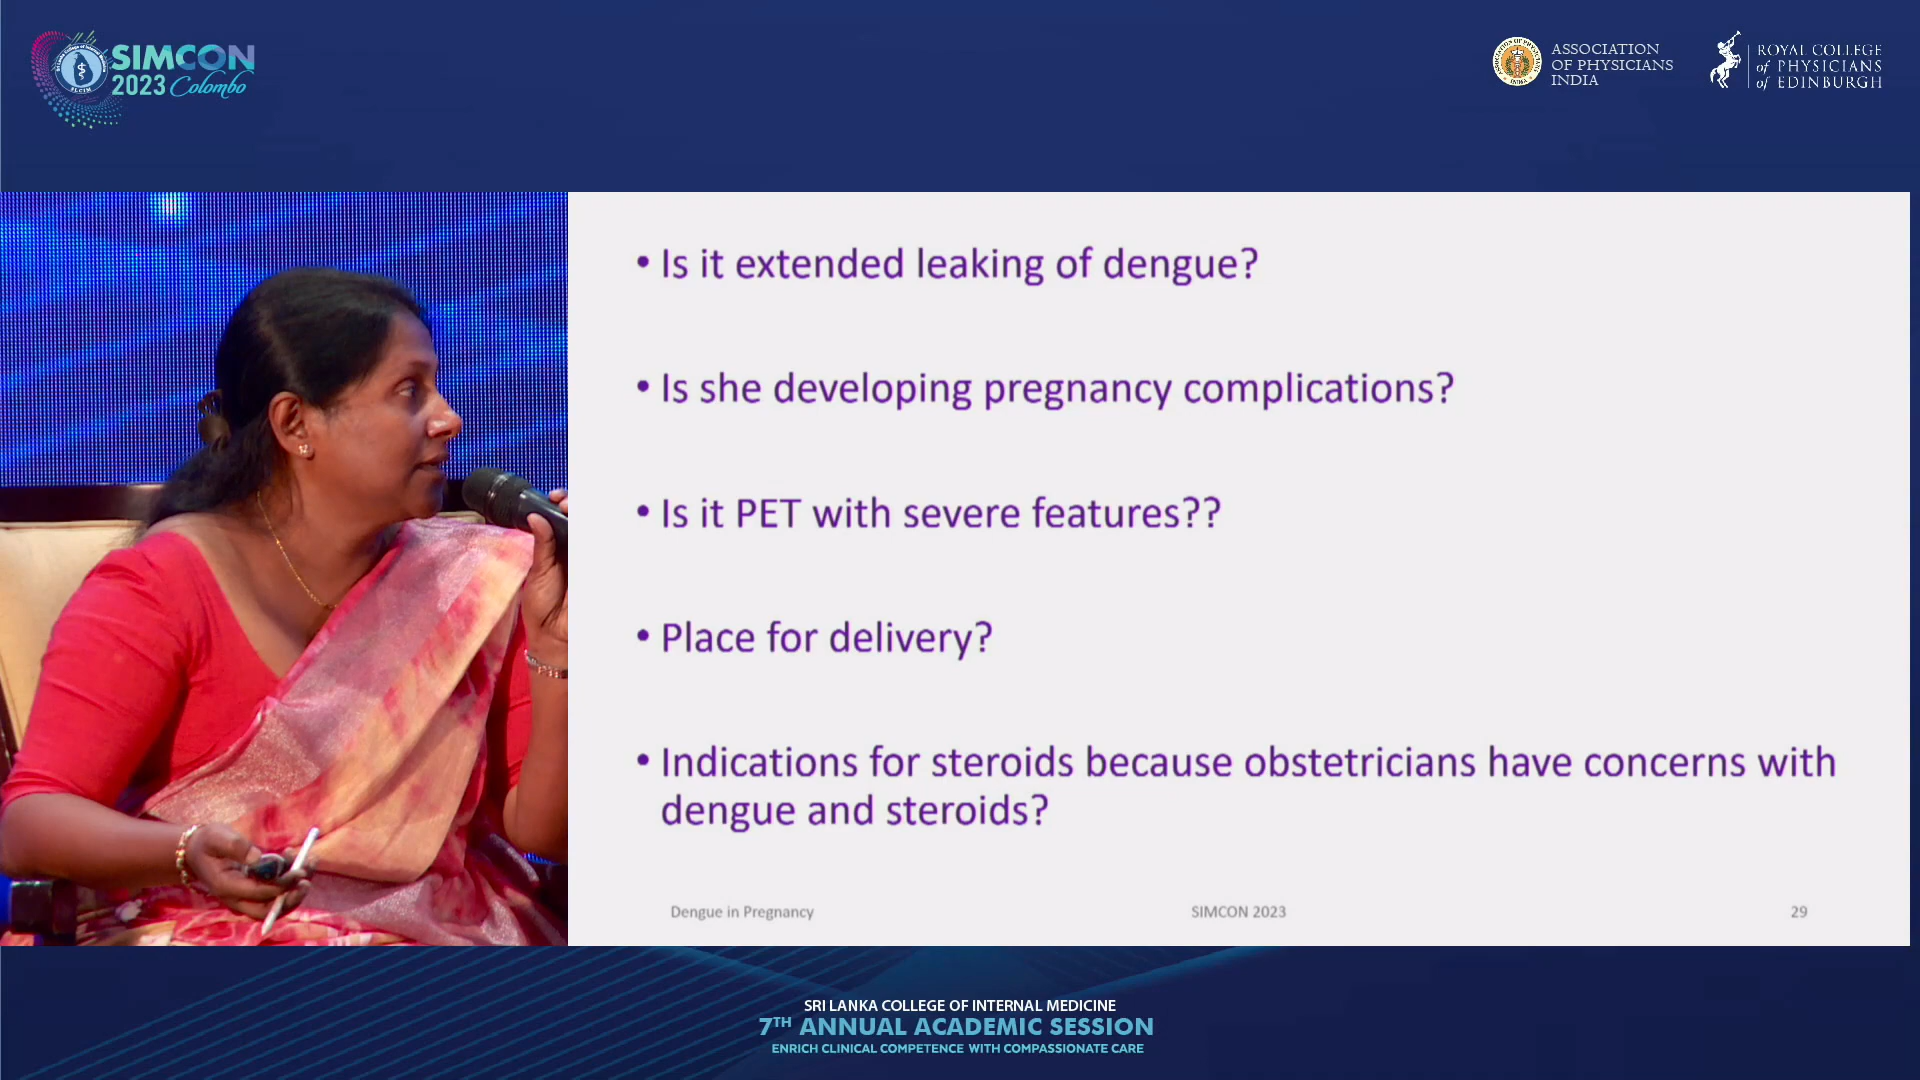 SIMCON
2023 Colombo
SLCIM
ASSOCIATION
OF PHYSICIANS
INDIA
ROYAL COLLEGE
of PHYSICIANS
of EDINBURGH
• Is it extended leaking of dengue?
• Is she developing pregnancy complications?
• Is it PET with severe features??
• Place for delivery?
• Indications for steroids because obstetricians have concerns with
dengue and steroids?
Dengue in Pregnancy
SIMCON 2023
29
SRI LANKA COLLEGE OF INTERNAL MEDICINE
7TH ANNUAL ACADEMIC SESSION
ENRICH CLINICAL COMPETENCE WITH COMPASSIONATE CARE